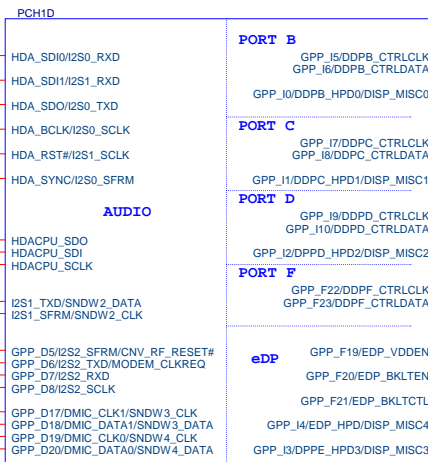 PCH1D
HDA_SDI0/I2S0_RXD
HDA_SDI1/I2S1_RXD
HDA_SDO/I2S0_TXD
HDA_BCLK/I2S0_SCLK
HDA_RST#/I2S1_SCLK
HDA_SYNC/I2S0_SFRM
AUDIO
HDACPU_SDO
HDACPU_SDI
HDACPU_SCLK
I2S1_TXD/SNDW2_DATA
I2S1_SFRM/SNDW2_CLK
GPP_D5/I2S2_SFRM/CNV_RF_RESET#
GPP_D6/I2S2_TXD/MODEM_CLKREQ
GPP_D7/I2S2_RXD
GPP_D8/I2S2_SCLK
GPP_D17/DMIC_CLK1/SNDW3_CLK
GPP_D18/DMIC_DATA1/SNDW3_DATA
GPP_D19/DMIC_CLK0/SNDW4_CLK
GPP_D20/DMIC_DATA0/SNDW4_DATA
PORT B
GPP_I5/DDPB_CTRLCLK
GPP_I6/DDPB_CTRLDATA
GPP_I0/DDPB_HPD0/DISP_MISC0
PORT C
GPP_I7/DDPC_CTRLCLK
GPP_I8/DDPC_CTRLDATA
GPP_I1/DDPC_HPD1/DISP_MISC1
PORT D
GPP_I9/DDPD_CTRLCLK
GPP_I10/DDPD_CTRLDATA
GPP_I2/DPPD_HPD2/DISP_MISC2
PORT F
GPP_F22/DDPF_CTRLCLK
GPP_F23/DDPF_CTRLDATA
eDP
GPP_F19/EDP_VDDEN
GPP_F20/EDP_BKLTEN
GPP_F21/EDP_BKLTCTL
GPP_I4/EDP_HPD/DISP_MISC4
GPP_I3/DPPE_HPD3/DISP_MISC3